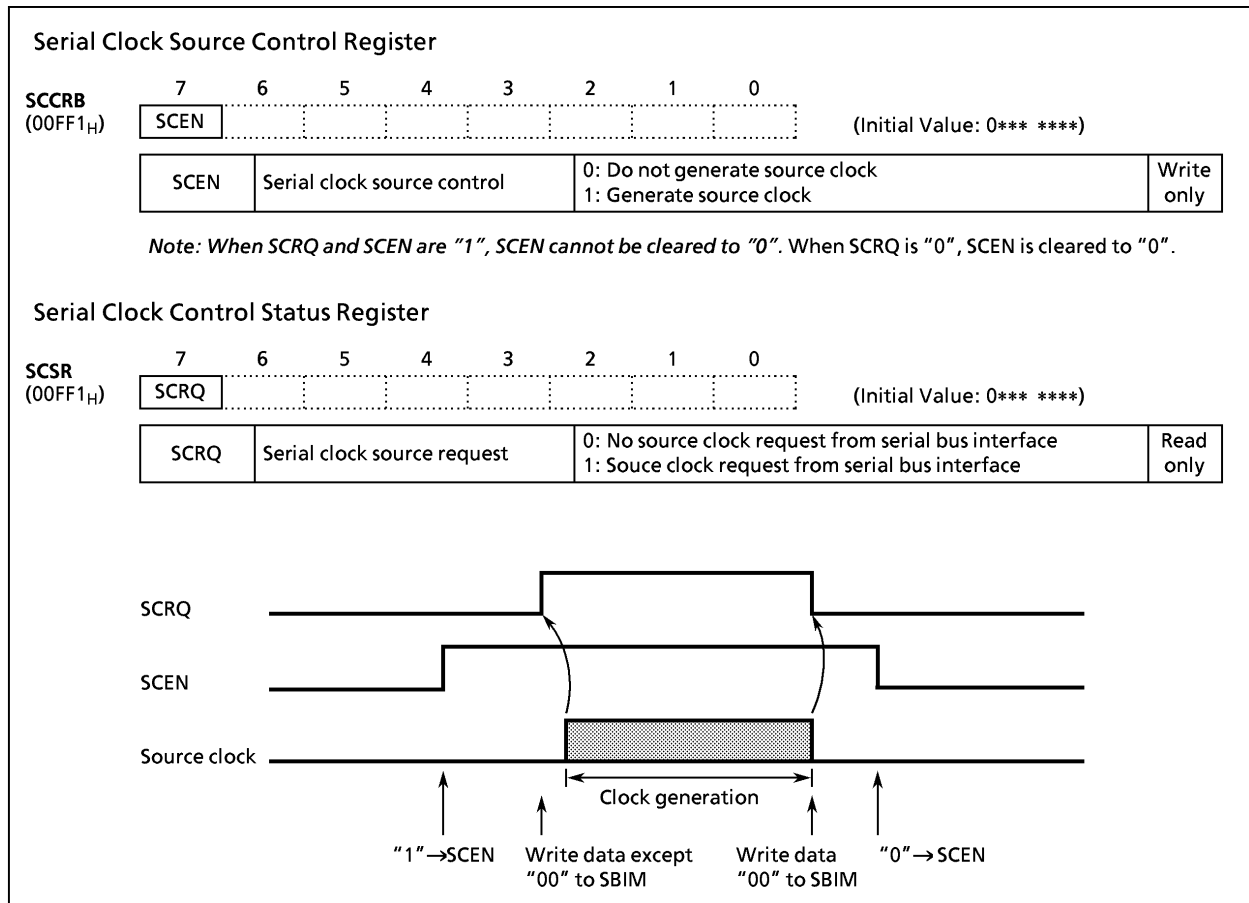 Serial Clock Source Control Register
7 6 5 4 3 2 1 0
SCCRB
(00FF1H)
SCEN
(Initial Value: 0*** ****)
SCEN
Serial clock source control
0: Do not generate source clock
1: Generate source clock
Write
only
Note: When SCRQ and SCEN are "1", SCEN cannot be cleared to "0". When SCRQ is "0", SCEN is cleared to "0".
Serial Clock Control Status Register
7 6 5 4 3 2 1 0
SCSR
(00FF1H)
SCRQ
(Initial Value: 0*** ****)
SCRQ
Serial clock source request
0: No source clock request from serial bus interface
1: Souce clock request from serial bus interface
Read
only
SCRQ
SCEN
Source clock
Clock generation
"1"→SCEN
Write data except
"00" to SBIM
Write data
"00" to SBIM
"0"→SCEN